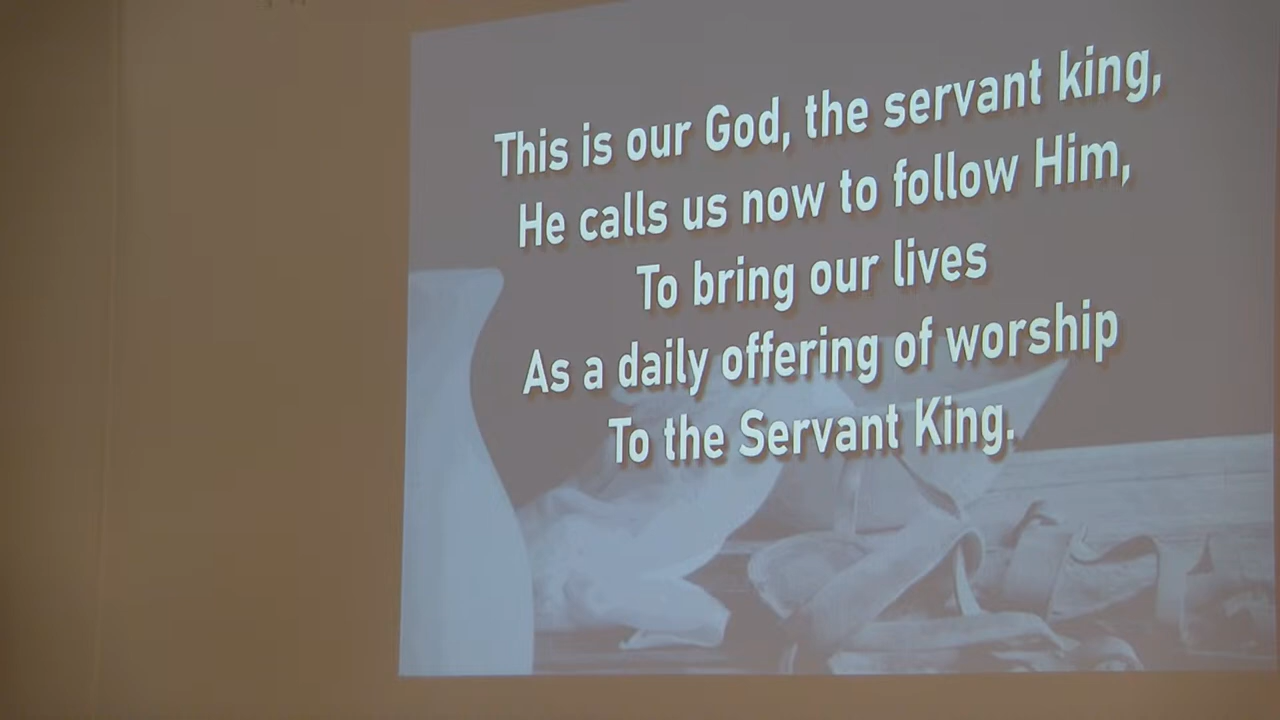 This is our God, the servant king,
He calls us now to follow Him,
To bring our lives
As a daily offering of worship
To the Servant King.